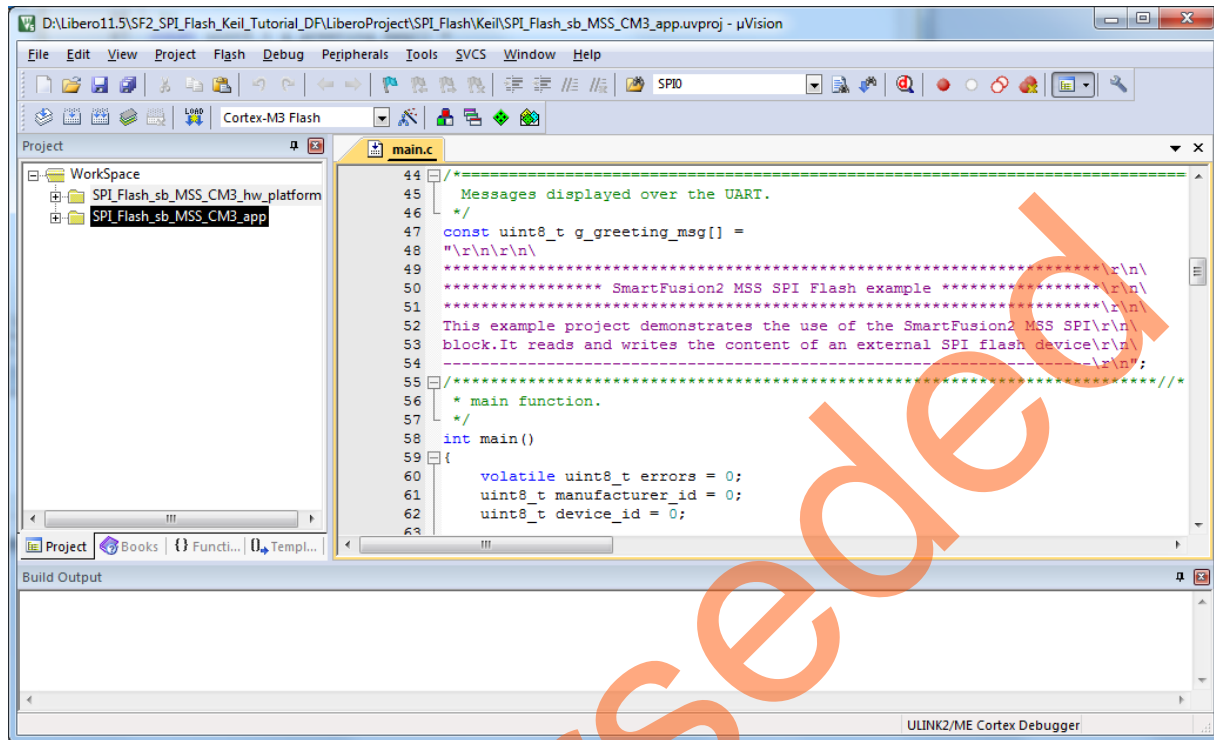 D:\Libero11.5\SF2_SPI_Flash_Keil_Tutorial_DF\LiberoProject\SPI_Flash\Keil\SPI_Flash_sb_MSS_CM3_app.uvproj - µVision
File Edit View Project Flash Debug Peripherals Tools SVCS Window Help
SPI0
LOAD Cortex-M3 Flash
Project
main.c
WorkSpace
SPI_Flash_sb_MSS_CM3_hw_platform
SPI_Flash_sb_MSS_CM3_app
44 /*==============================================================================
45 Messages displayed over the UART.
46 */
47 const uint8_t g_greeting_msg[] =
48 "\r\n\r\n\
49 **********************************************************************\r\n\
50 ***************** SmartFusion2 MSS SPI Flash example *****************\r\n\
51 **********************************************************************\r\n\
52 This example project demonstrates the use of the SmartFusion2 MSS SPI\r\n\
53 block.It reads and writes the content of an external SPI flash device\r\n\
54 ---------------------------------------------------------------------\r\n";
55 /***************************************************************************//*
56 * main function.
57 */
58 int main()
59 {
60 volatile uint8_t errors = 0;
61 uint8_t manufacturer_id = 0;
62 uint8_t device_id = 0;
63
Project Books {} Functi... Templ...
Build Output
ULINK2/ME Cortex Debugger